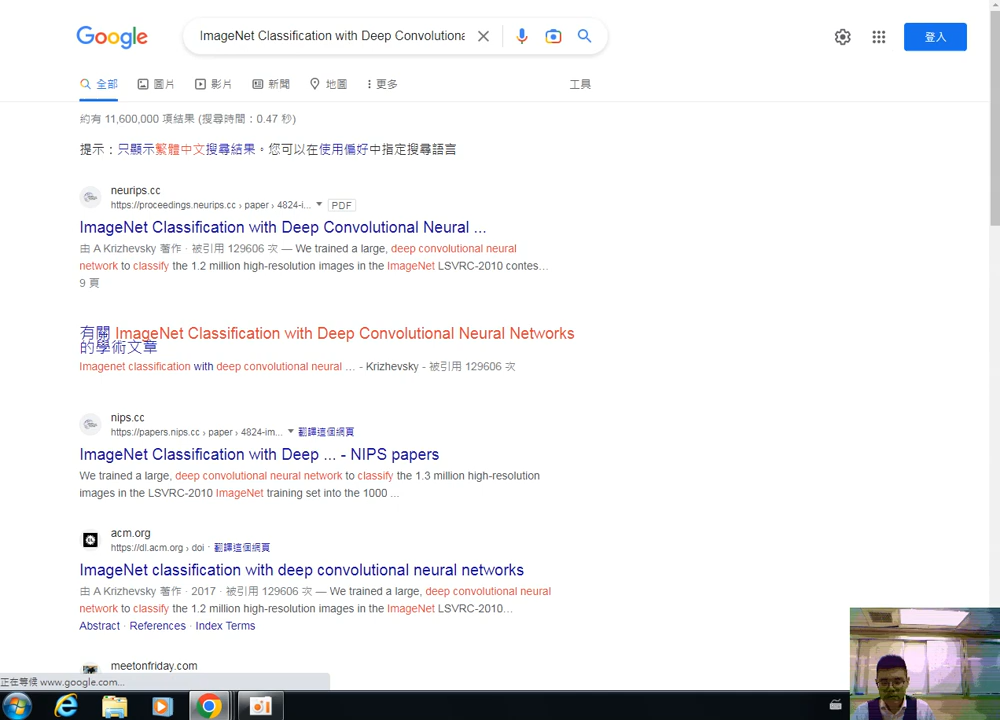 Google
ImageNet Classification with Deep Convolutiona
登入
全部 圖片 影片 新聞 地圖 更多 工具
約有 11,600,000 項結果 (搜尋時間：0.47 秒)
提示：只顯示繁體中文搜尋結果。您可以在使用偏好中指定搜尋語言
neurips.cc
https://proceedings.neurips.cc › paper › 4824-i... PDF
ImageNet Classification with Deep Convolutional Neural ...
由 A Krizhevsky 著作 · 被引用 129606 次 — We trained a large, deep convolutional neural
network to classify the 1.2 million high-resolution images in the ImageNet LSVRC-2010 contes...
9 頁
有關 ImageNet Classification with Deep Convolutional Neural Networks
的學術文章
Imagenet classification with deep convolutional neural ... - Krizhevsky - 被引用 129606 次
nips.cc
https://papers.nips.cc › paper › 4824-im... 翻譯這個網頁
ImageNet Classification with Deep ... - NIPS papers
We trained a large, deep convolutional neural network to classify the 1.3 million high-resolution
images in the LSVRC-2010 ImageNet training set into the 1000 ...
acm.org
https://dl.acm.org › doi · 翻譯這個網頁
ImageNet classification with deep convolutional neural networks
由 A Krizhevsky 著作 · 2017 · 被引用 129606 次 — We trained a large, deep convolutional neural
network to classify the 1.2 million high-resolution images in the ImageNet LSVRC-2010...
Abstract · References · Index Terms
meetonfriday.com
正在等候 www.google.com...